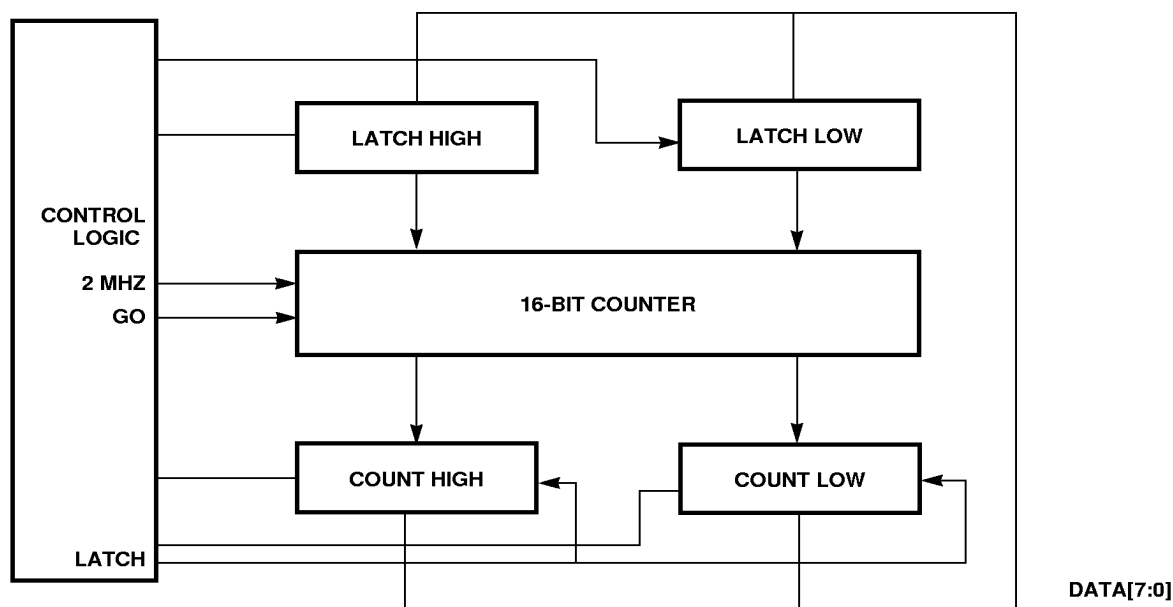 LATCH HIGH
LATCH LOW
CONTROL
LOGIC
2 MHZ
GO
16-BIT COUNTER
COUNT HIGH
COUNT LOW
LATCH
DATA[7:0]